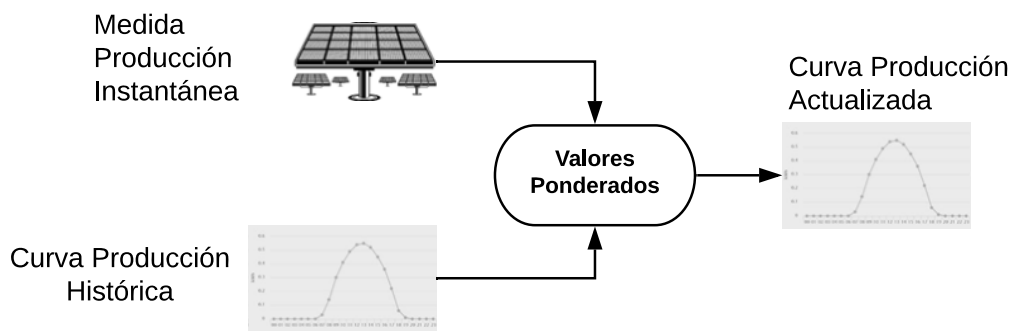 Medida
Producción
Instantánea
Curva Producción
Actualizada
Valores
Ponderados
Curva Producción
Histórica